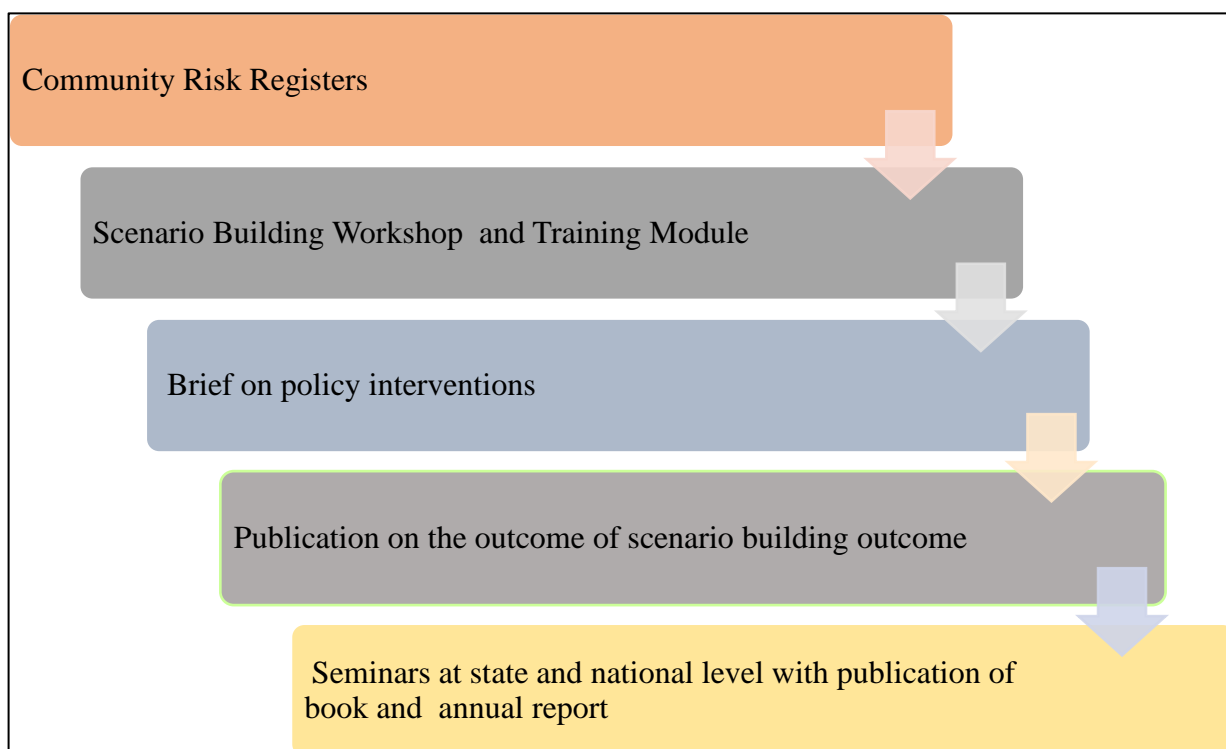 Community Risk Registers
Scenario Building Workshop and Training Module
Brief on policy interventions
Publication on the outcome of scenario building outcome
Seminars at state and national level with publication of
book and annual report